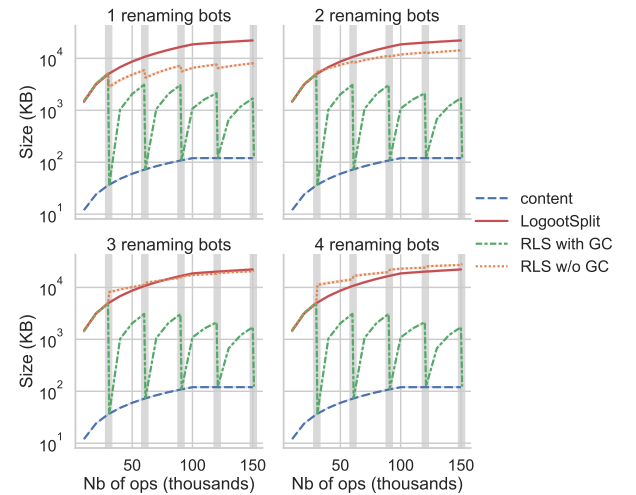 1 renaming bots
2 renaming bots
Size (KB)
10^4
10^3
10^2
10^1
content
LogootSplit
RLS with GC
RLS w/o GC
3 renaming bots
4 renaming bots
Size (KB)
10^4
10^3
10^2
10^1
50
100
150
50
100
150
Nb of ops (thousands)
Nb of ops (thousands)